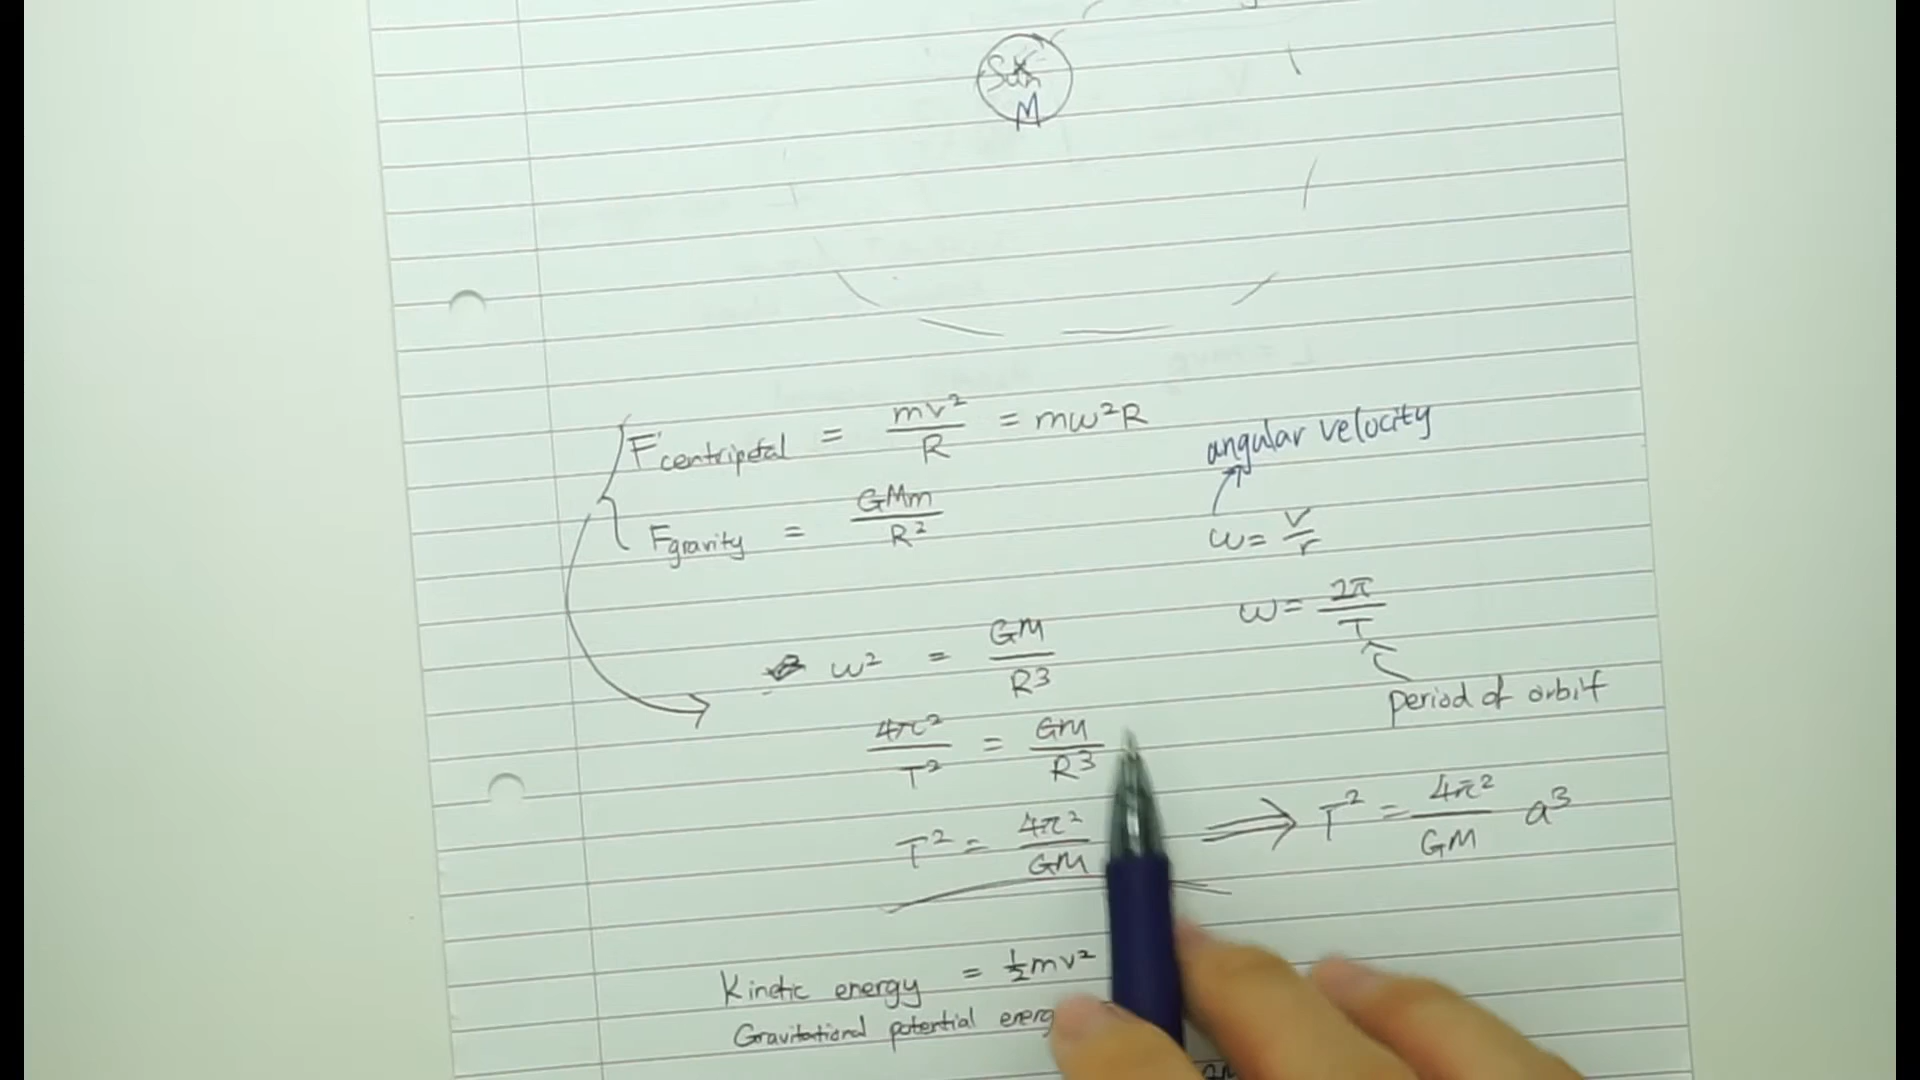 Sun
M
F centripetal = mv²/R = mω²R
angular velocity
F gravity = GMm/R²
ω = v/r
ω = 2π/T
ω² = GM/R³
period of orbit
4π²/T² = GM/R³
T² = 4π²/GM ⟹ T² = 4π²/GM a³
Kinetic energy = ½mv²
Gravitational potential